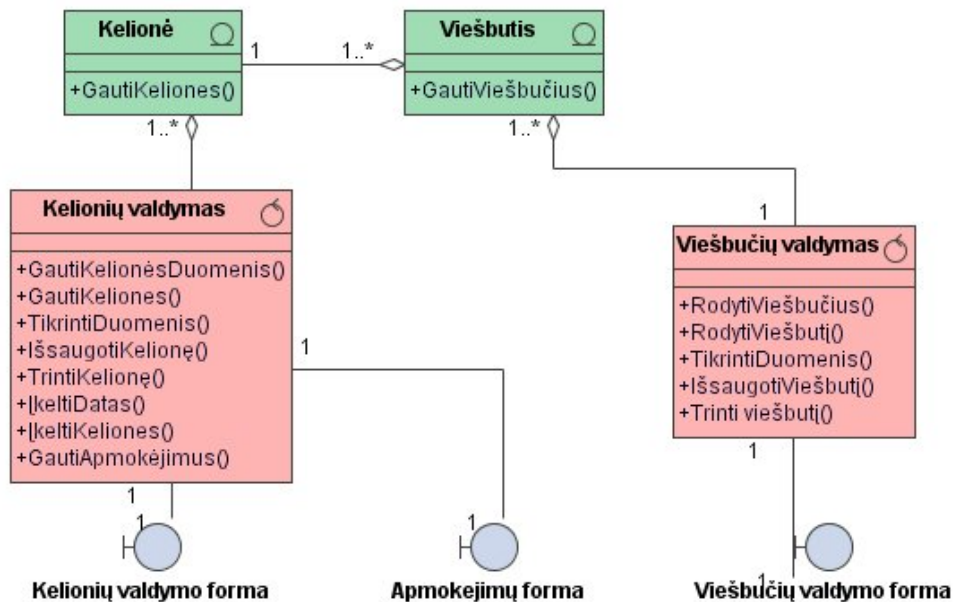 Kelionė
+GautiKeliones()
1
1..*
Viešbutis
+GautiViešbučius()
1..*
1..*
Kelionių valdymas
+GautiKelionėsDuomenis()
+GautiKeliones()
+TikrintiDuomenis()
+IšsaugotiKelionę()
+TrintiKelionę()
+ĮkeltiDatas()
+ĮkeltiKeliones()
+GautiApmokėjimus()
1
1
Viešbučių valdymas
+RodytiViešbučius()
+RodytiViešbutį()
+TikrintiDuomenis()
+IšsaugotiViešbutį()
+Trinti viešbutį()
1
1
1
1
1
Kelionių valdymo forma
Apmokejimų forma
1
Viešbučių valdymo forma